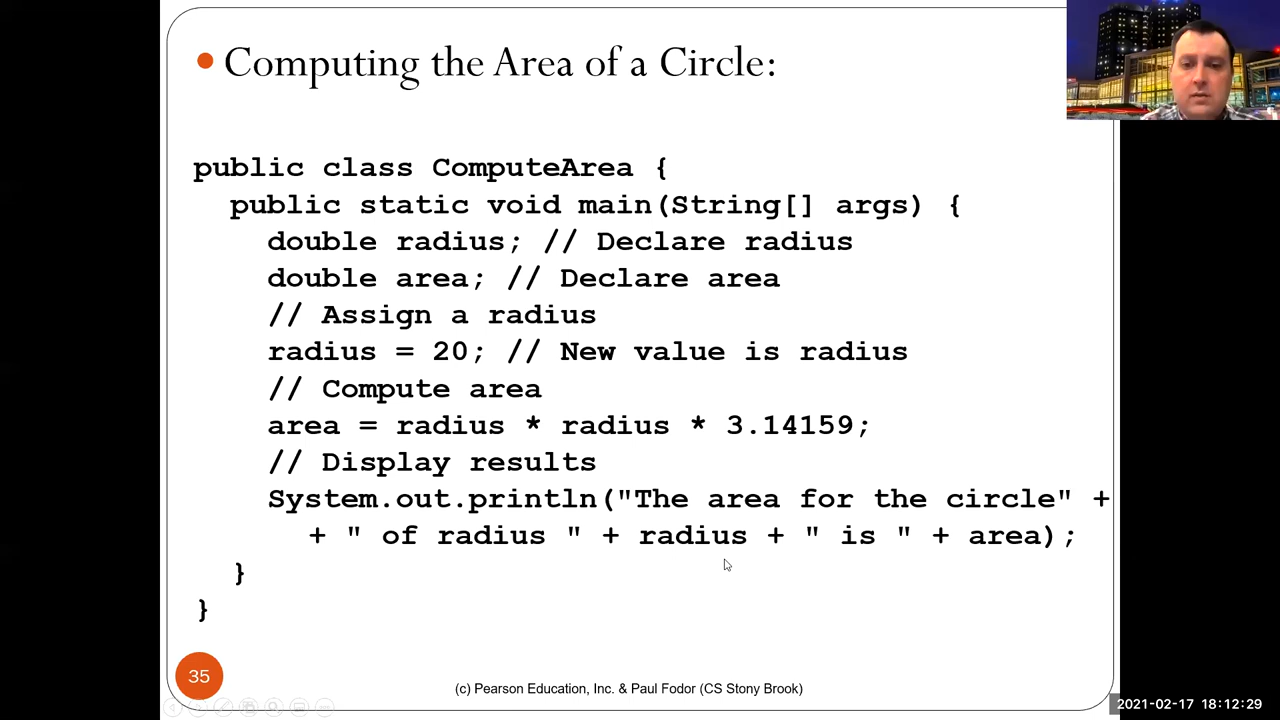 Computing the Area of a Circle:
public class ComputeArea {
public static void main(String[] args) {
double radius; // Declare radius
double area; // Declare area
// Assign a radius
radius = 20; // New value is radius
// Compute area
area = radius * radius * 3.14159;
// Display results
System.out.println("The area for the circle" +
+ " of radius " + radius + " is " + area);
}
}
35
(c) Pearson Education, Inc. & Paul Fodor (CS Stony Brook)
2021-02-17 18:12:29